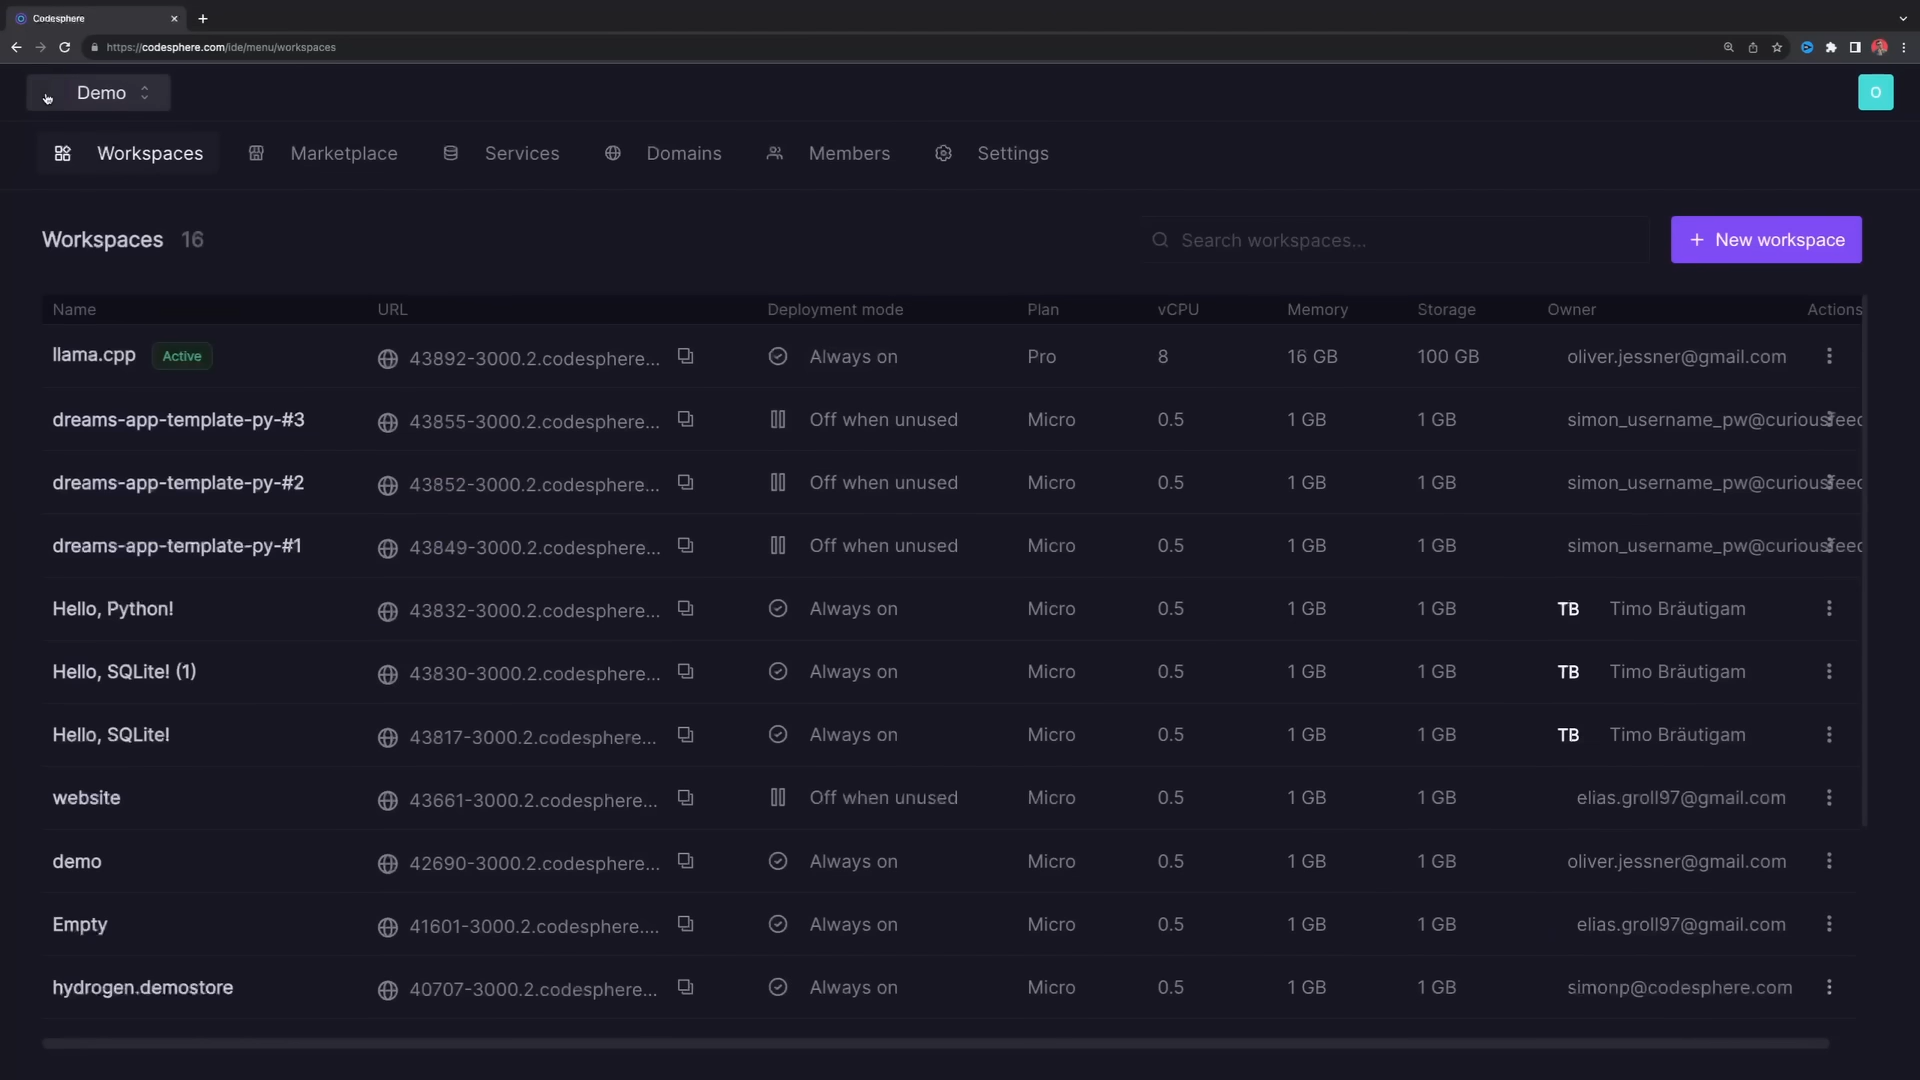 Codesphere
https://codesphere.com/ide/menu/workspaces
Demo
O
Workspaces Marketplace Services Domains Members Settings
Workspaces 16
Search workspaces...
+ New workspace
Name URL Deployment mode Plan vCPU Memory Storage Owner Actions
llama.cpp Active 43892-3000.2.codesphere... Always on Pro 8 16 GB 100 GB oliver.jessner@gmail.com
dreams-app-template-py-#3 43855-3000.2.codesphere... Off when unused Micro 0.5 1 GB 1 GB simon_username_pw@curiousfeed
dreams-app-template-py-#2 43852-3000.2.codesphere... Off when unused Micro 0.5 1 GB 1 GB simon_username_pw@curiousfeed
dreams-app-template-py-#1 43849-3000.2.codesphere... Off when unused Micro 0.5 1 GB 1 GB simon_username_pw@curiousfeed
Hello, Python! 43832-3000.2.codesphere... Always on Micro 0.5 1 GB 1 GB TB Timo Bräutigam
Hello, SQLite! (1) 43830-3000.2.codesphere... Always on Micro 0.5 1 GB 1 GB TB Timo Bräutigam
Hello, SQLite! 43817-3000.2.codesphere... Always on Micro 0.5 1 GB 1 GB TB Timo Bräutigam
website 43661-3000.2.codesphere... Off when unused Micro 0.5 1 GB 1 GB elias.groll97@gmail.com
demo 42690-3000.2.codesphere... Always on Micro 0.5 1 GB 1 GB oliver.jessner@gmail.com
Empty 41601-3000.2.codesphere.... Always on Micro 0.5 1 GB 1 GB elias.groll97@gmail.com
hydrogen.demostore 40707-3000.2.codesphere... Always on Micro 0.5 1 GB 1 GB simonp@codesphere.com